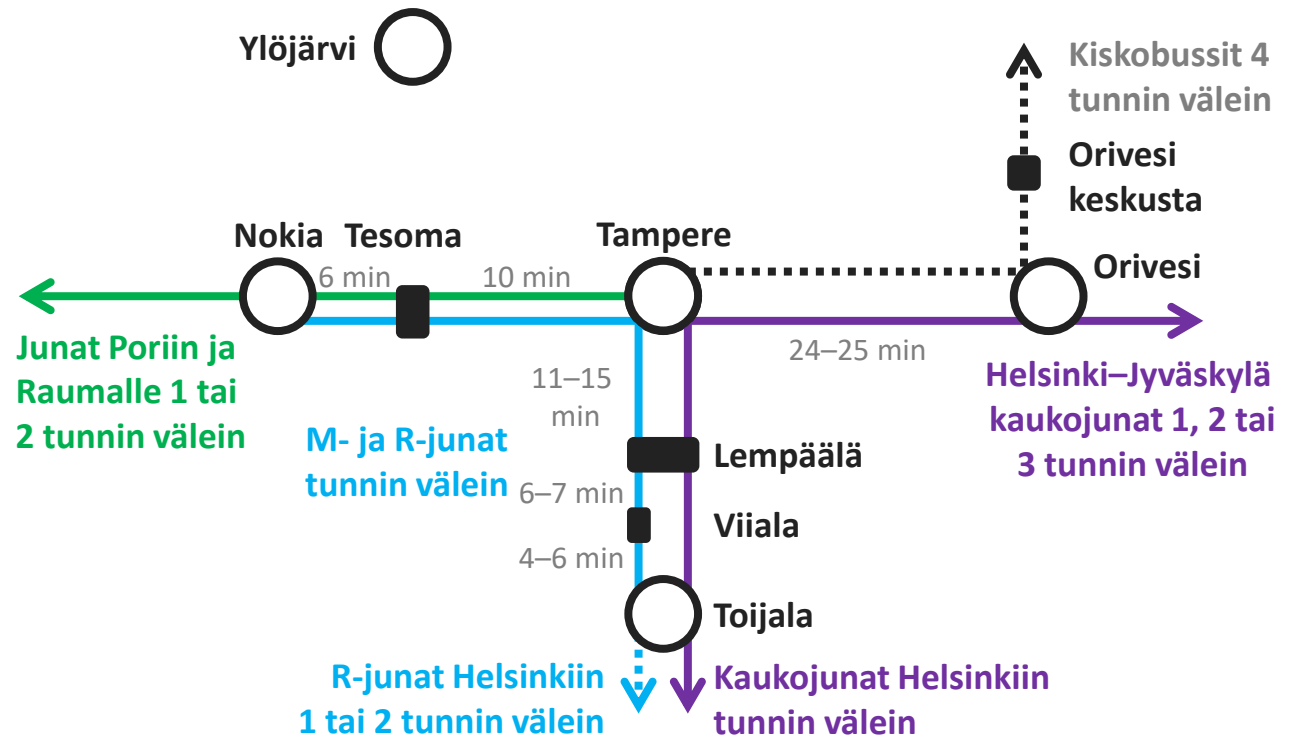 Ylöjärvi
Kiskobussit 4
tunnin välein
Orivesi
keskusta
Nokia
Tesoma
Tampere
Orivesi
6 min
10 min
Junat Poriin ja
Raumalle 1 tai
2 tunnin välein
24–25 min
Helsinki–Jyväskylä
kaukojunat 1, 2 tai
3 tunnin välein
11–15
min
M- ja R-junat
tunnin välein
Lempäälä
6–7 min
Viiala
4–6 min
Toijala
R-junat Helsinkiin
1 tai 2 tunnin välein
Kaukojunat Helsinkiin
tunnin välein